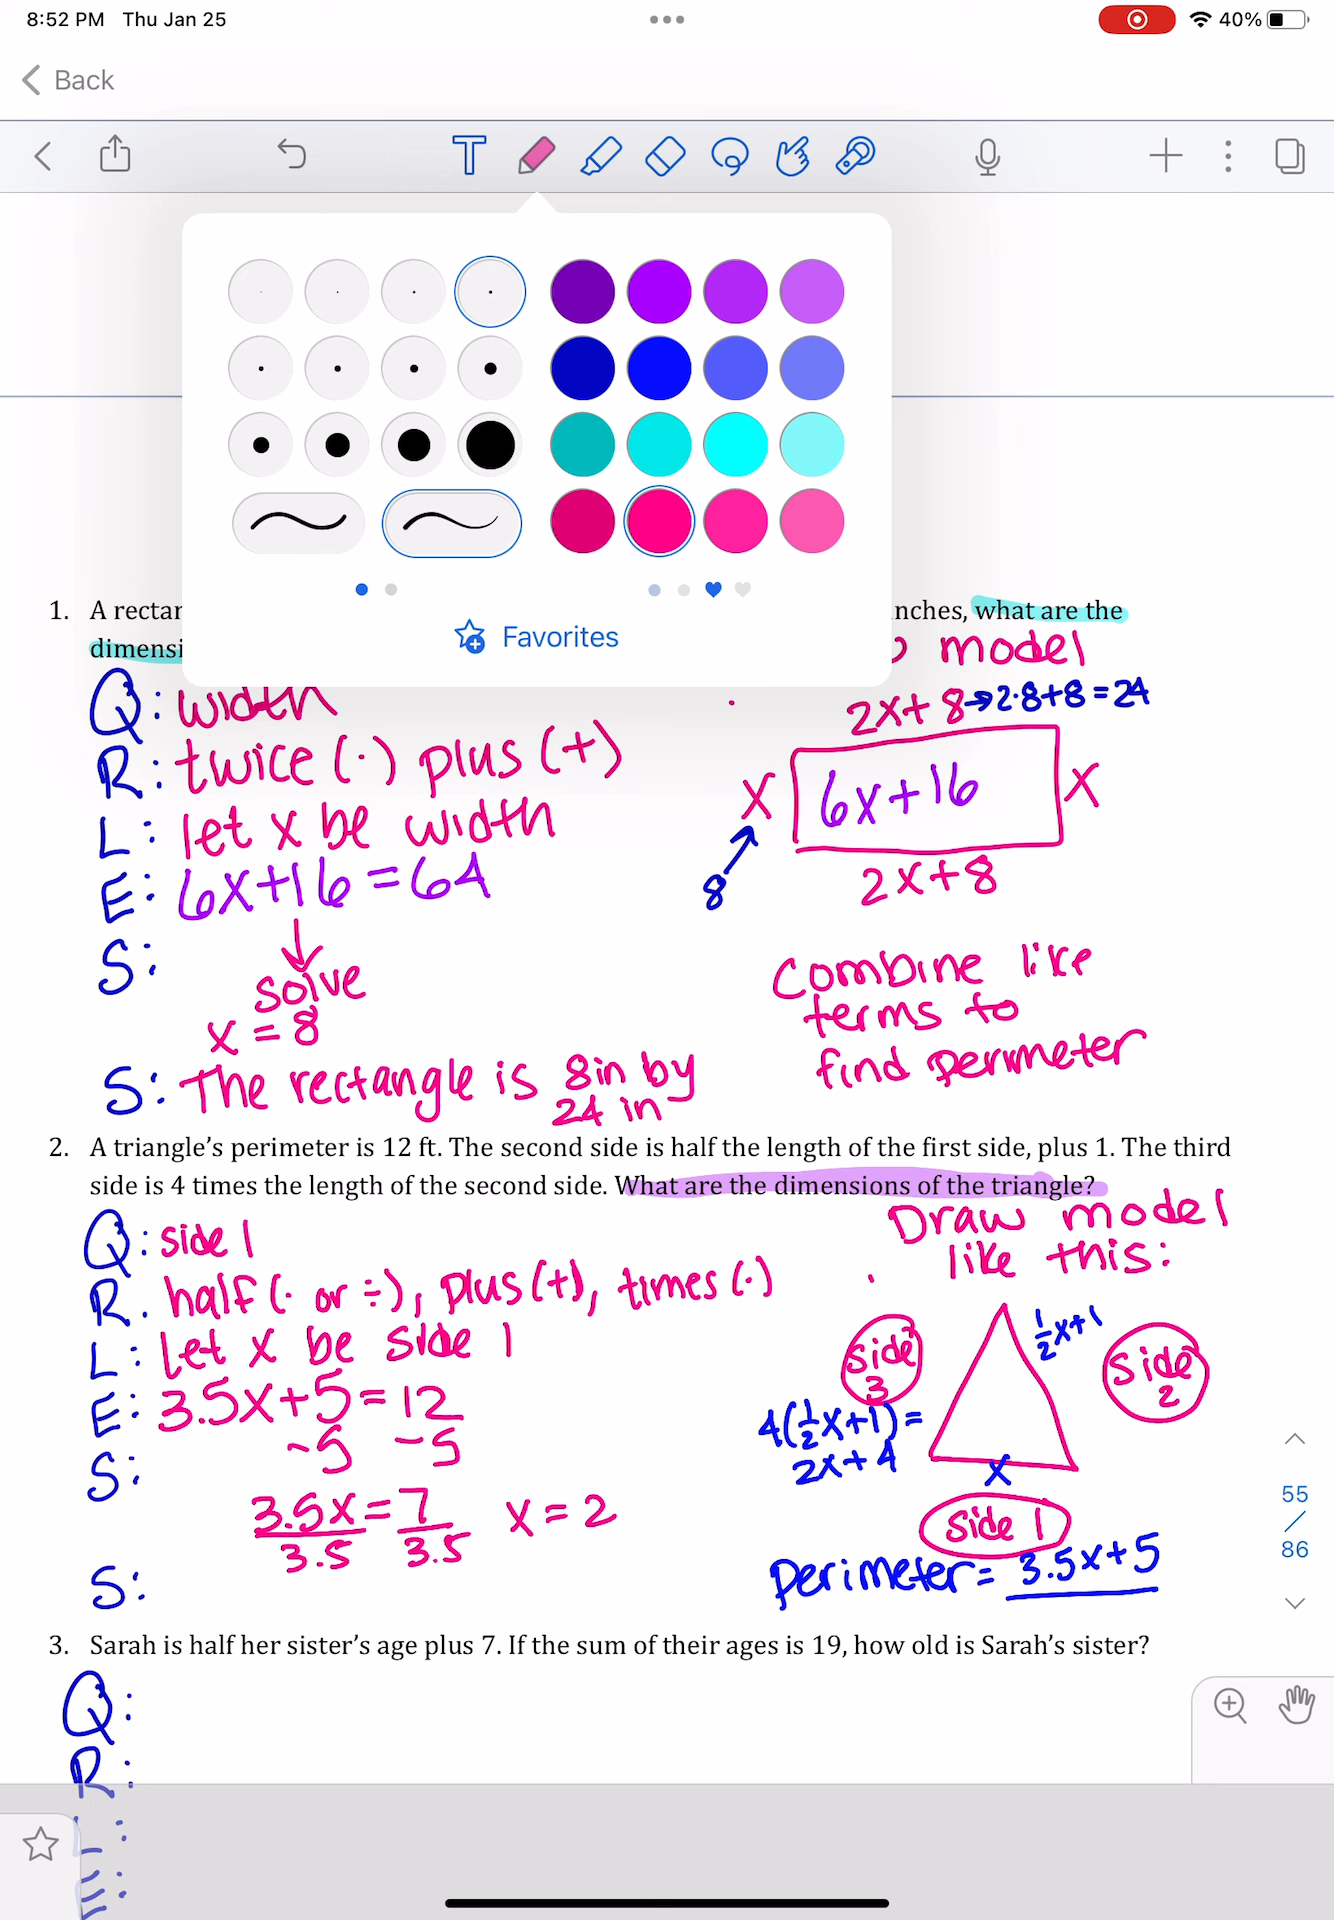 8:52 PM Thu Jan 25
40%
Back
T
Favorites
1. A rectan nches, what are the
dimensi
model
Q: width
2x+8→2·8+8=24
R: twice (·) plus (+)
x 6x+16 x
L: let x be width
8
2x+8
E: 6x+16=64
S:
solve
x = 8
Combine like
terms to
find perimeter
S: The rectangle is 8in by
24 in
2. A triangle’s perimeter is 12 ft. The second side is half the length of the first side, plus 1. The third
side is 4 times the length of the second side. What are the dimensions of the triangle?
Draw model
like this:
Q: side 1
R. half (· or ÷), plus (+), times (·)
L: let x be side 1
side
3
½x+1
side
2
E: 3.5x+5=12
-5 -5
4(½x+1)=
2x+4
x
S:
3.5x=7 x=2
3.5 3.5
side 1
Perimeter= 3.5x+5
S:
55
/
86
3. Sarah is half her sister’s age plus 7. If the sum of their ages is 19, how old is Sarah’s sister?
Q:
R:
L:
E: